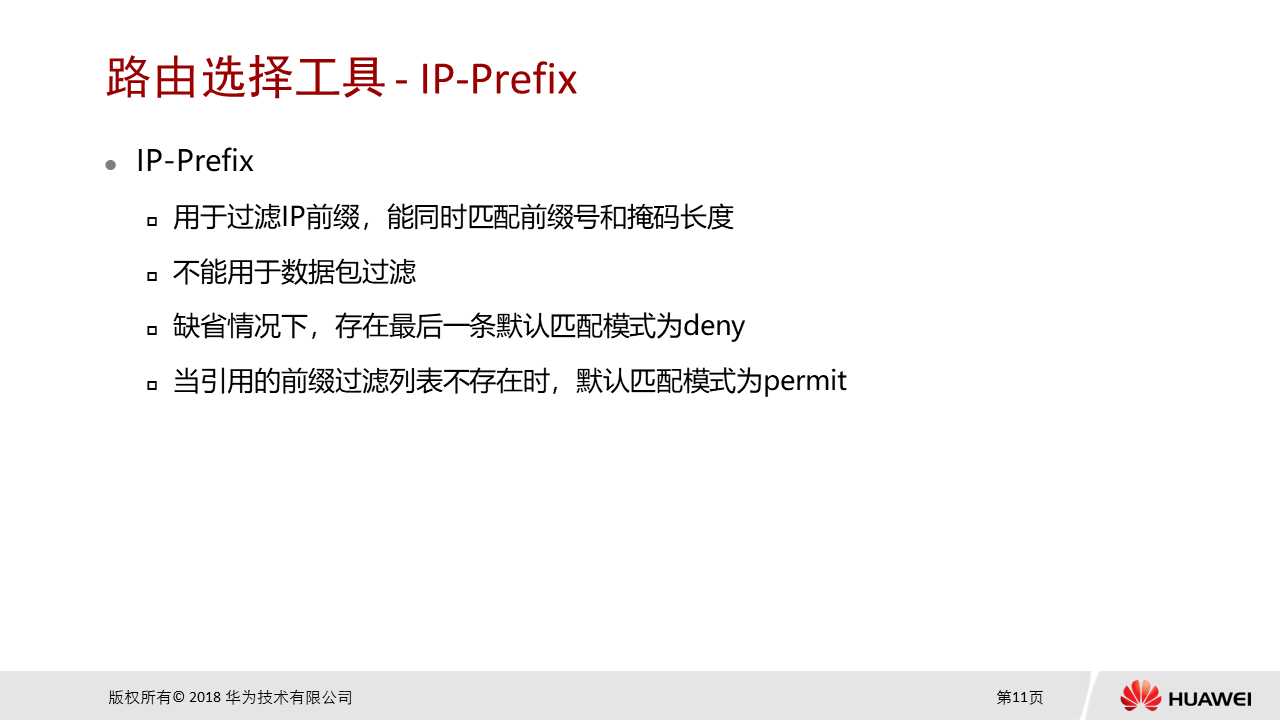 路由选择工具 - IP-Prefix
IP-Prefix
用于过滤IP前缀，能同时匹配前缀号和掩码长度
不能用于数据包过滤
缺省情况下，存在最后一条默认匹配模式为deny
当引用的前缀过滤列表不存在时，默认匹配模式为permit
版权所有© 2018 华为技术有限公司
第11页
HUAWEI